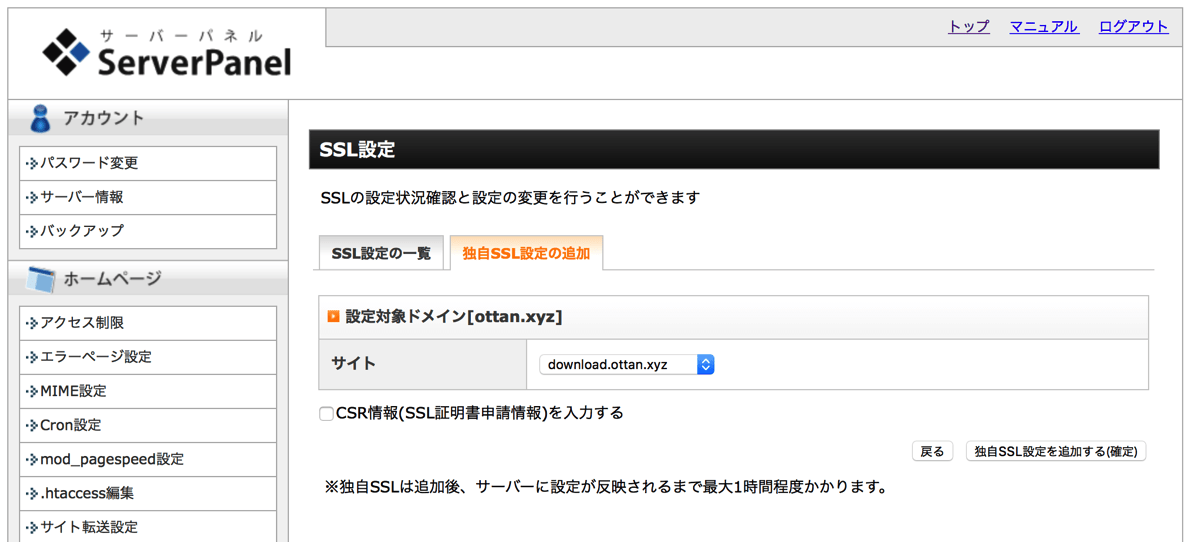 サーバーパネル
ServerPanel
トップ マニュアル ログアウト
アカウント
パスワード変更
サーバー情報
バックアップ
ホームページ
アクセス制限
エラーページ設定
MIME設定
Cron設定
mod_pagespeed設定
.htaccess編集
サイト転送設定
SSL設定
SSLの設定状況確認と設定の変更を行うことができます
SSL設定の一覧 独自SSL設定の追加
設定対象ドメイン[ottan.xyz]
サイト download.ottan.xyz
CSR情報(SSL証明書申請情報)を入力する
戻る 独自SSL設定を追加する(確定)
※独自SSLは追加後、サーバーに設定が反映されるまで最大1時間程度かかります。